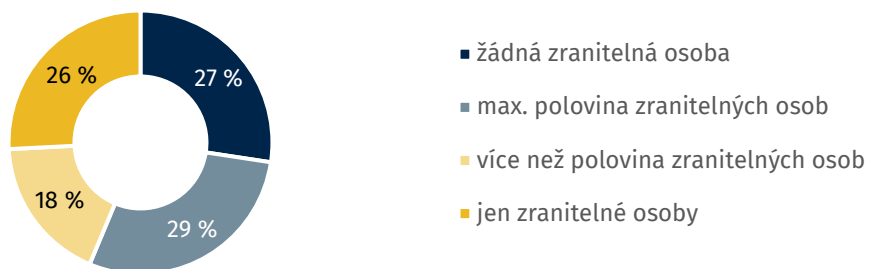 26 %
27 %
18 %
29 %
žádná zranitelná osoba
max. polovina zranitelných osob
více než polovina zranitelných osob
jen zranitelné osoby